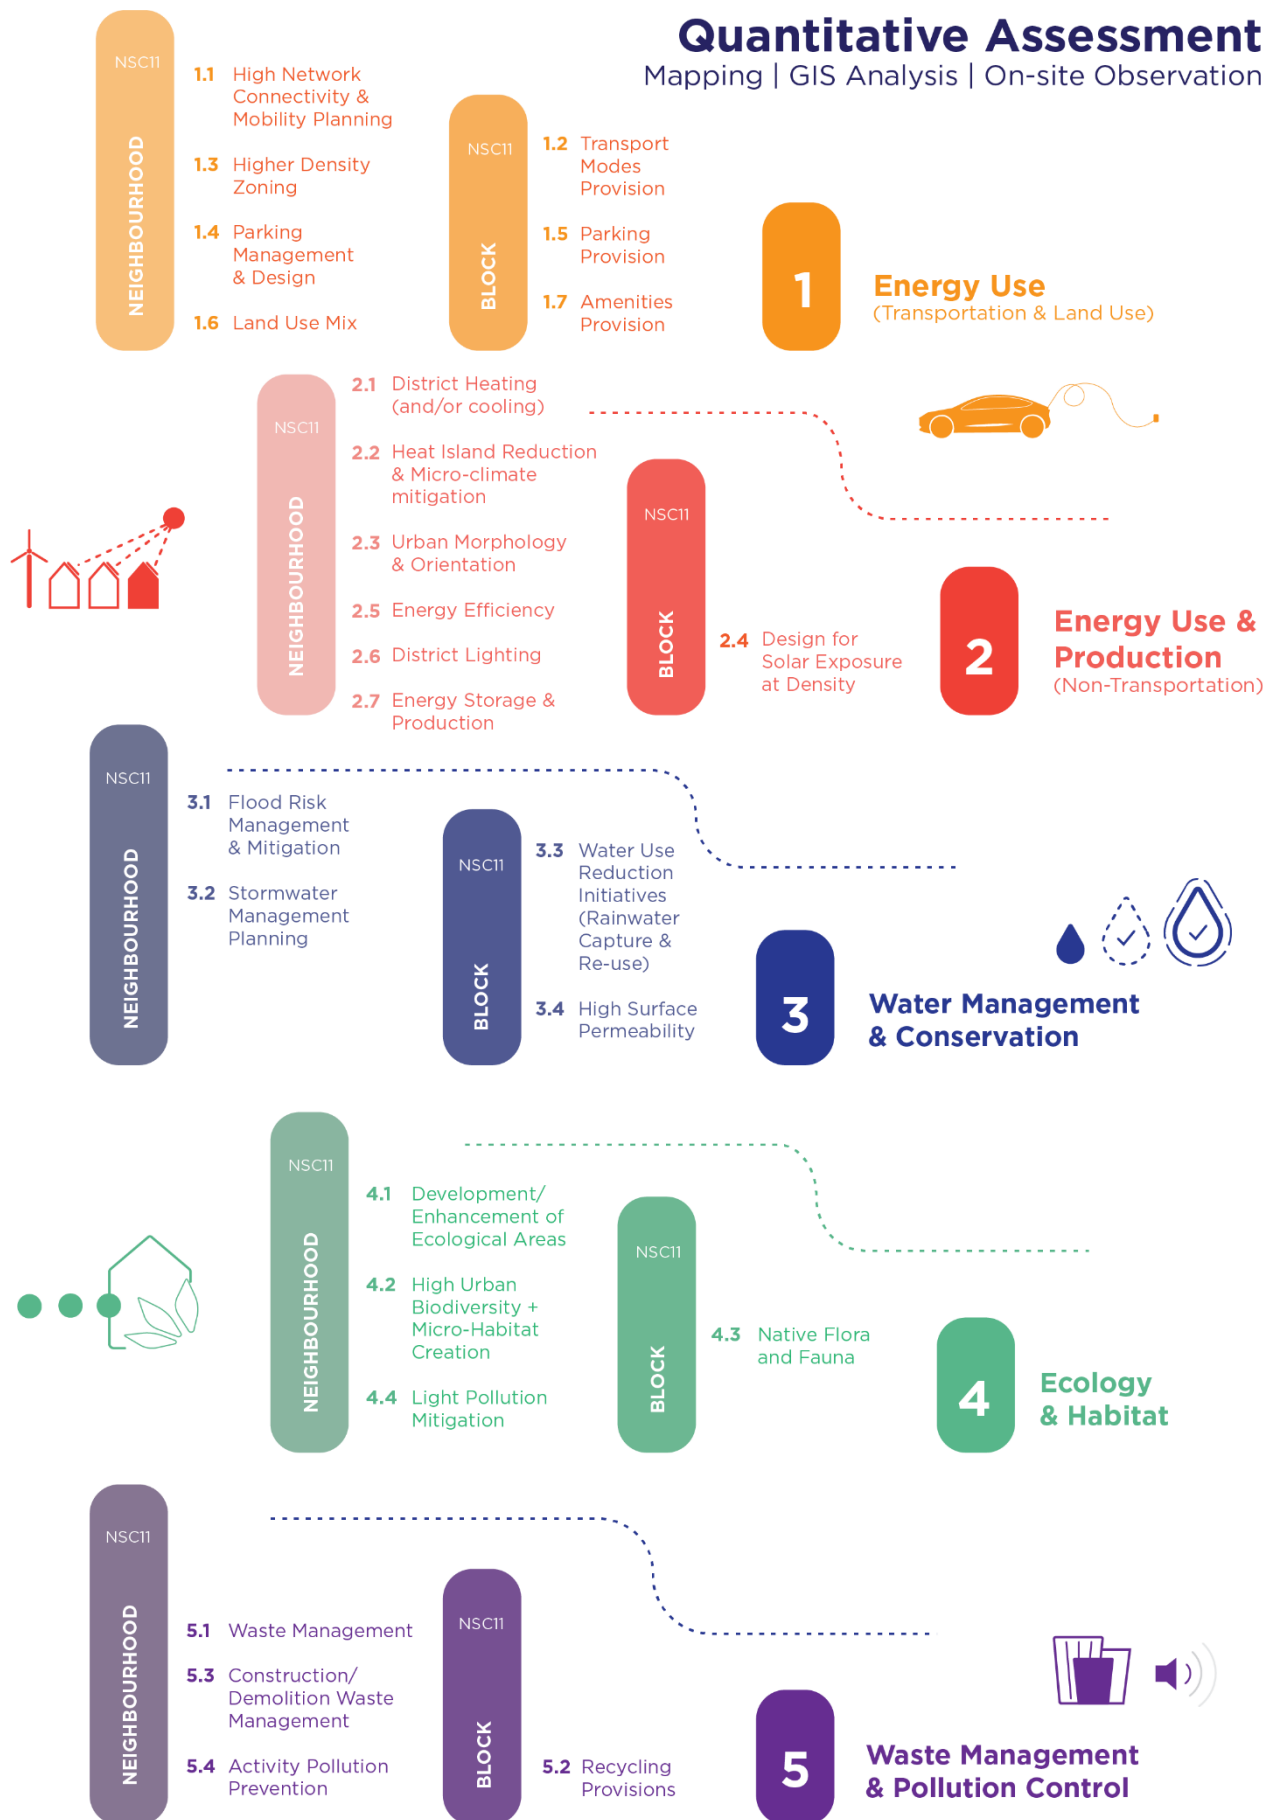 Quantitative Assessment
Mapping | GIS Analysis | On-site Observation
NSC11
NEIGHBOURHOOD
1.1 High Network
Connectivity &
Mobility Planning
1.3 Higher Density
Zoning
1.4 Parking
Management
& Design
1.6 Land Use Mix
NSC11
BLOCK
1.2 Transport
Modes
Provision
1.5 Parking
Provision
1.7 Amenities
Provision
1
Energy Use
(Transportation & Land Use)
NSC11
NEIGHBOURHOOD
2.1 District Heating
(and/or cooling)
2.2 Heat Island Reduction
& Micro-climate
mitigation
2.3 Urban Morphology
& Orientation
2.5 Energy Efficiency
2.6 District Lighting
2.7 Energy Storage &
Production
NSC11
BLOCK
2.4 Design for
Solar Exposure
at Density
2
Energy Use &
Production
(Non-Transportation)
NSC11
NEIGHBOURHOOD
3.1 Flood Risk
Management
& Mitigation
3.2 Stormwater
Management
Planning
NSC11
BLOCK
3.3 Water Use
Reduction
Initiatives
(Rainwater
Capture &
Re-use)
3.4 High Surface
Permeability
3
Water Management
& Conservation
NSC11
NEIGHBOURHOOD
4.1 Development/
Enhancement of
Ecological Areas
4.2 High Urban
Biodiversity +
Micro-Habitat
Creation
4.4 Light Pollution
Mitigation
NSC11
BLOCK
4.3 Native Flora
and Fauna
4
Ecology
& Habitat
NSC11
NEIGHBOURHOOD
5.1 Waste Management
5.3 Construction/
Demolition Waste
Management
5.4 Activity Pollution
Prevention
NSC11
BLOCK
5.2 Recycling
Provisions
5
Waste Management
& Pollution Control